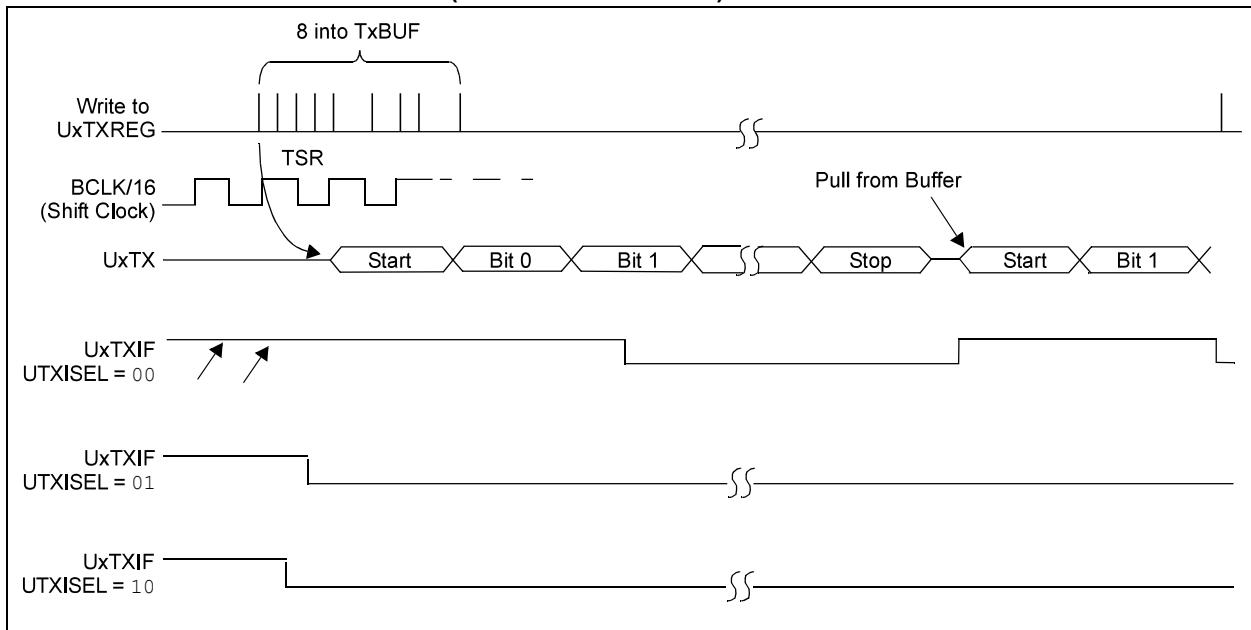 8 into TxBUF
Write to
UxTXREG
TSR
BCLK/16
(Shift Clock)
Pull from Buffer
UxTX
Start
Bit 0
Bit 1
Stop
Start
Bit 1
UxTXIF
UTXISEL = 00
UxTXIF
UTXISEL = 01
UxTXIF
UTXISEL = 10